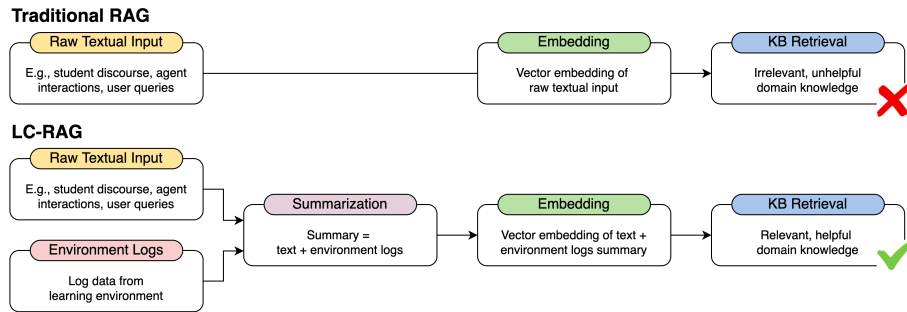 Traditional RAG
Raw Textual Input
E.g., student discourse, agent
interactions, user queries
Embedding
Vector embedding of
raw textual input
KB Retrieval
Irrelevant, unhelpful
domain knowledge
LC-RAG
Raw Textual Input
E.g., student discourse, agent
interactions, user queries
Environment Logs
Log data from
learning environment
Summarization
Summary =
text + environment logs
Embedding
Vector embedding of text +
environment logs summary
KB Retrieval
Relevant, helpful
domain knowledge